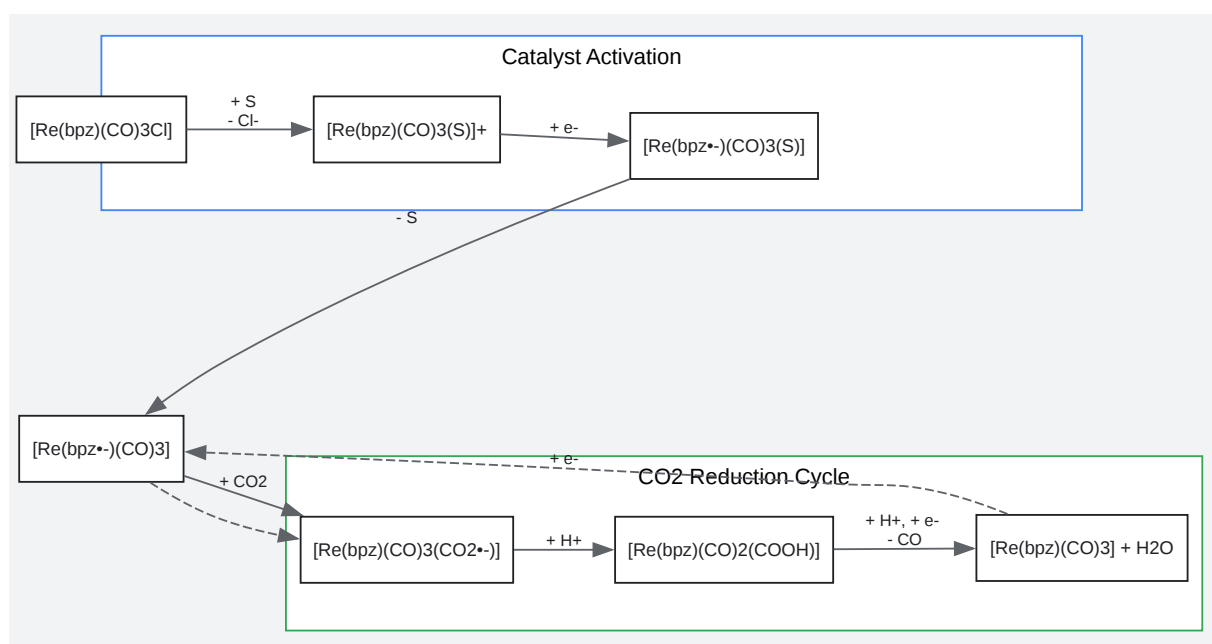 Catalyst Activation
[Re(bpz)(CO)3Cl]
+ S
- Cl-
[Re(bpz)(CO)3(S)]+
+ e-
[Re(bpz•-)(CO)3(S)]
- S
[Re(bpz•-)(CO)3]
+ e-
CO2 Reduction Cycle
+ CO2
[Re(bpz)(CO)3(CO2•-)]
+ H+
[Re(bpz)(CO)2(COOH)]
+ H+, + e-
- CO
[Re(bpz)(CO)3] + H2O